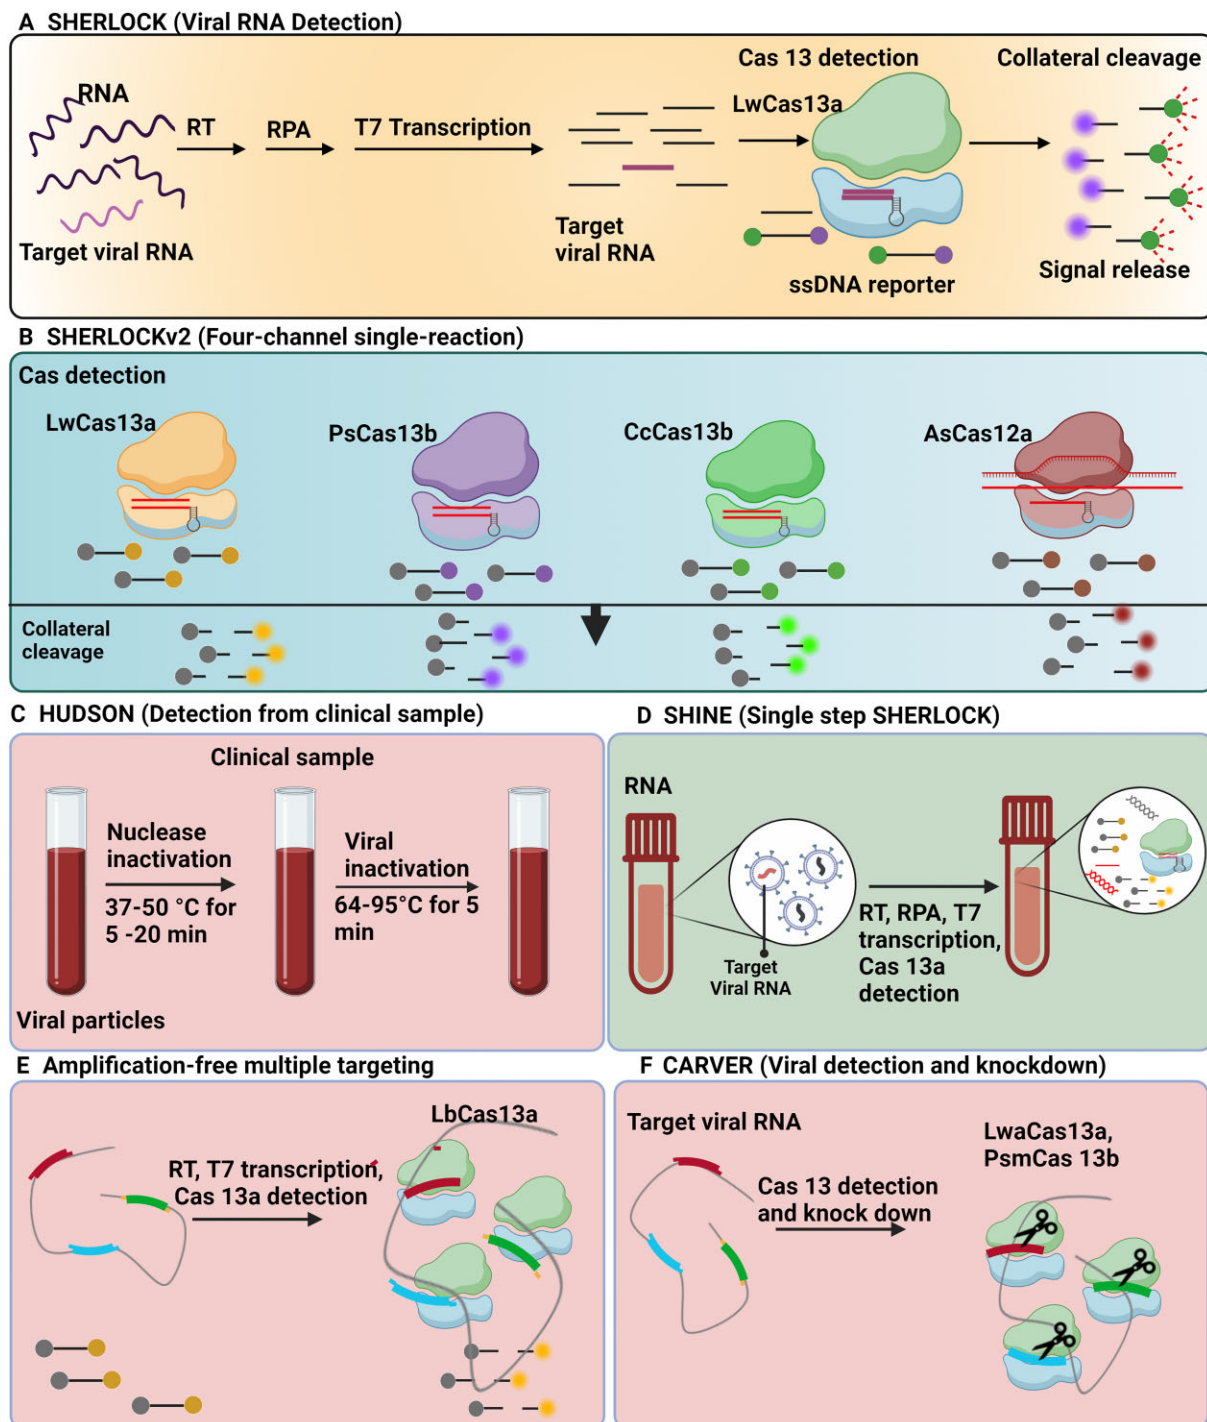 A SHERLOCK (Viral RNA Detection)
RNA
RT
RPA
T7 Transcription
Target viral RNA
Target
viral RNA
Cas 13 detection
LwCas13a
ssDNA reporter
Collateral cleavage
Signal release
B SHERLOCKv2 (Four-channel single-reaction)
Cas detection
LwCas13a
PsCas13b
CcCas13b
AsCas12a
Collateral
cleavage
C HUDSON (Detection from clinical sample)
Clinical sample
Nuclease
inactivation
37-50 °C for
5 -20 min
Viral
inactivation
64-95°C for 5
min
Viral particles
D SHINE (Single step SHERLOCK)
RNA
Target
Viral RNA
RT, RPA, T7
transcription,
Cas 13a
detection
E Amplification-free multiple targeting
RT, T7 transcription,
Cas 13a detection
LbCas13a
F CARVER (Viral detection and knockdown)
Target viral RNA
Cas 13 detection
and knock down
LwaCas13a,
PsmCas 13b